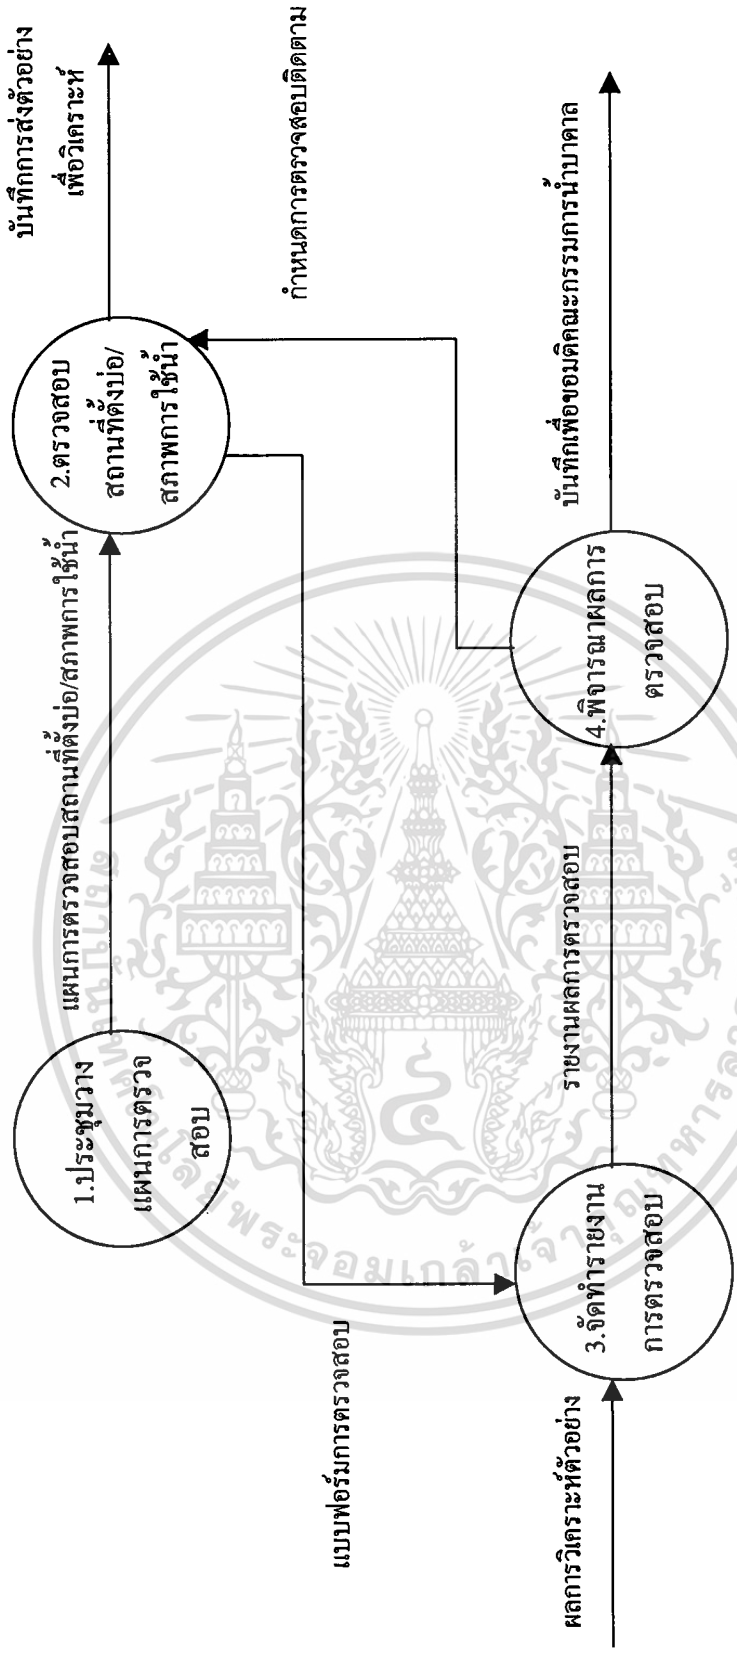 1.ประชุมวาง
แผนการตรวจ
สอบ
แผนการตรวจสอบสถานที่ตั้งบ่อ/สภาพการใช้น้ำ
2.ตรวจสอบ
สถานที่ตั้งบ่อ/
สภาพการใช้น้ำ
บันทึกการส่งตัวอย่าง
เพื่อวิเคราะห์
แบบฟอร์มการตรวจสอบ
กำหนดการตรวจสอบติดตาม
ผลการวิเคราะห์ตัวอย่าง
3.จัดทำรายงาน
การตรวจสอบ
รายงานผลการตรวจสอบ
4.พิจารณาผลการ
ตรวจสอบ
บันทึกเพื่อขอมติคณะกรรมการน้ำบาดาล
พระจอมเกล้าเจ้า